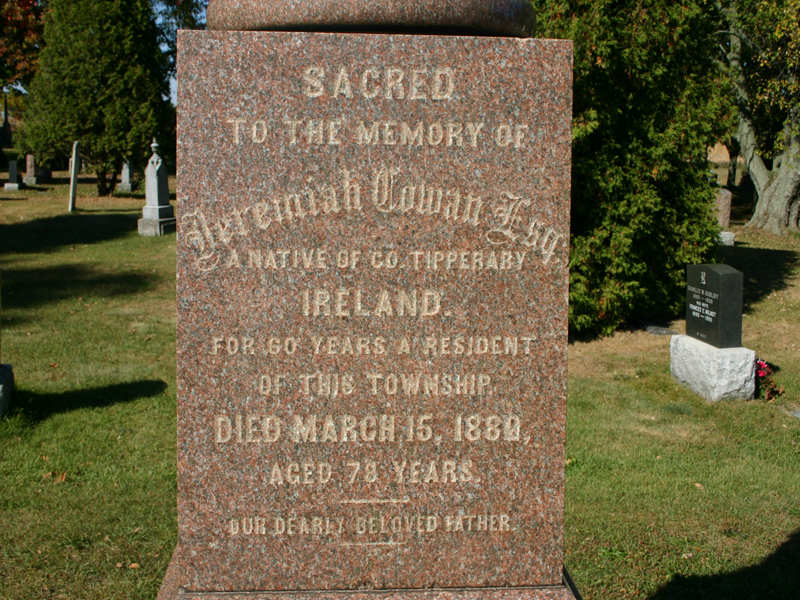 SACRED
TO THE MEMORY OF
Jeremiah Cowan Esq.
A NATIVE OF CO. TIPPERARY
IRELAND.
FOR 60 YEARS A RESIDENT
OF THIS TOWNSHIP.
DIED MARCH 15, 1880,
AGED 78 YEARS.
OUR DEARLY BELOVED FATHER.